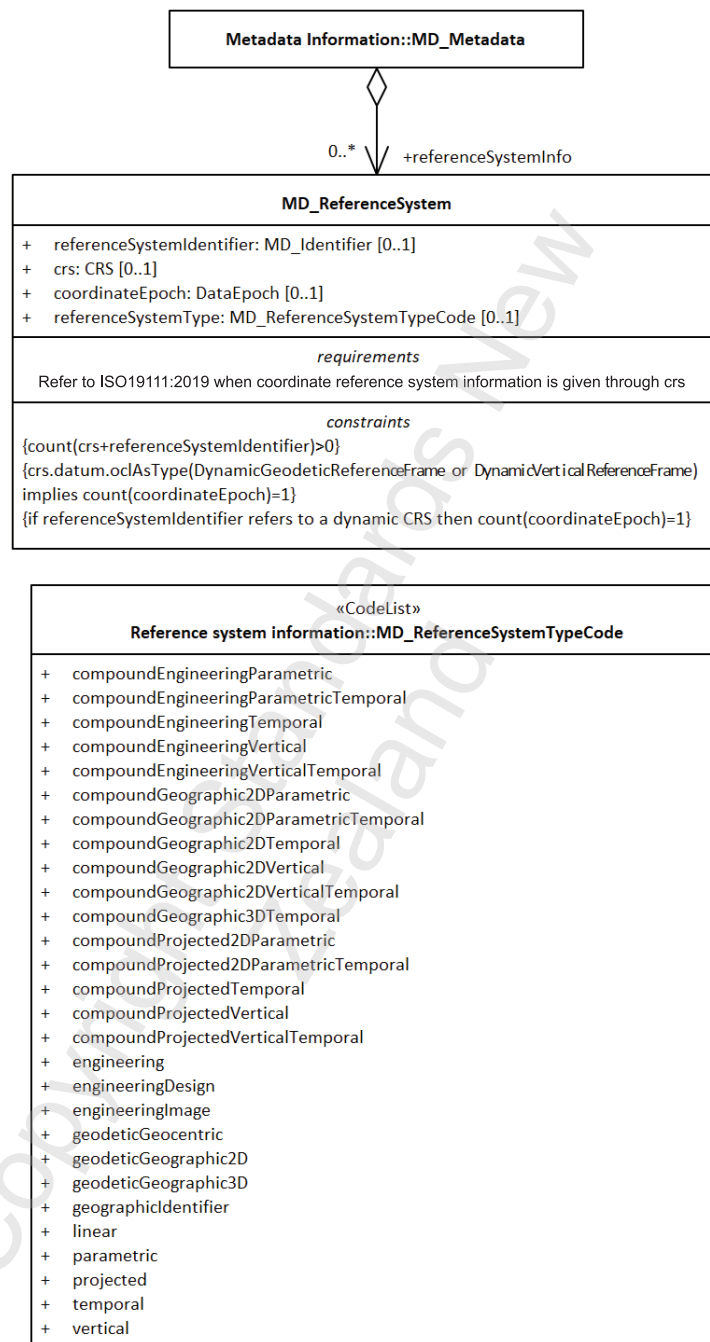 Metadata Information::MD_Metadata
0..*
+referenceSystemInfo
MD_ReferenceSystem
+ referenceSystemIdentifier: MD_Identifier [0..1]
+ crs: CRS [0..1]
+ coordinateEpoch: DataEpoch [0..1]
+ referenceSystemType: MD_ReferenceSystemTypeCode [0..1]
requirements
Refer to ISO19111:2019 when coordinate reference system information is given through crs
constraints
{count(crs+referenceSystemIdentifier)>0}
{crs.datum.oclAsType(DynamicGeodeticReferenceFrame or DynamicVerticalReferenceFrame)
implies count(coordinateEpoch)=1}
{if referenceSystemIdentifier refers to a dynamic CRS then count(coordinateEpoch)=1}
«CodeList»
Reference system information::MD_ReferenceSystemTypeCode
+ compoundEngineeringParametric
+ compoundEngineeringParametricTemporal
+ compoundEngineeringTemporal
+ compoundEngineeringVertical
+ compoundEngineeringVerticalTemporal
+ compoundGeographic2DParametric
+ compoundGeographic2DParametricTemporal
+ compoundGeographic2DTemporal
+ compoundGeographic2DVertical
+ compoundGeographic2DVerticalTemporal
+ compoundGeographic3DTemporal
+ compoundProjected2DParametric
+ compoundProjected2DParametricTemporal
+ compoundProjectedTemporal
+ compoundProjectedVertical
+ compoundProjectedVerticalTemporal
+ engineering
+ engineeringDesign
+ engineeringImage
+ geodeticGeocentric
+ geodeticGeographic2D
+ geodeticGeographic3D
+ geographicIdentifier
+ linear
+ parametric
+ projected
+ temporal
+ vertical
Copyright Standards New
Zealand